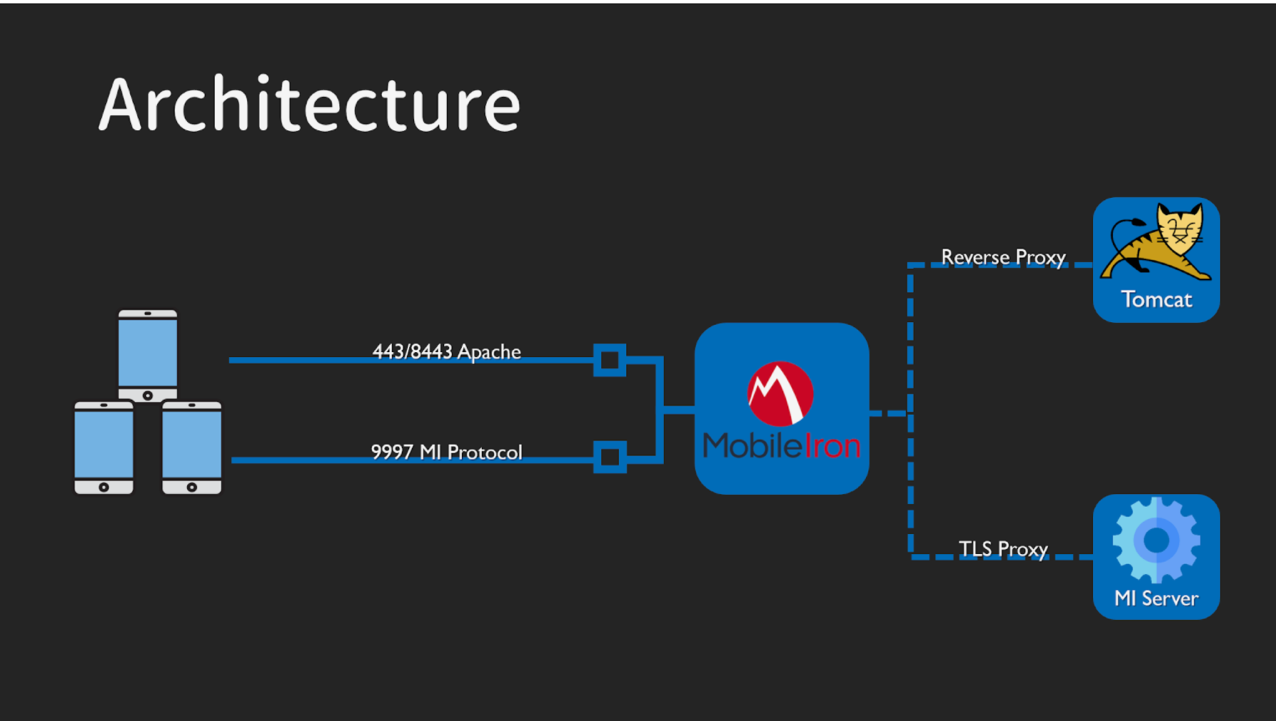 Architecture
Reverse Proxy
Tomcat
443/8443 Apache
MobileIron
9997 MI Protocol
TLS Proxy
MI Server